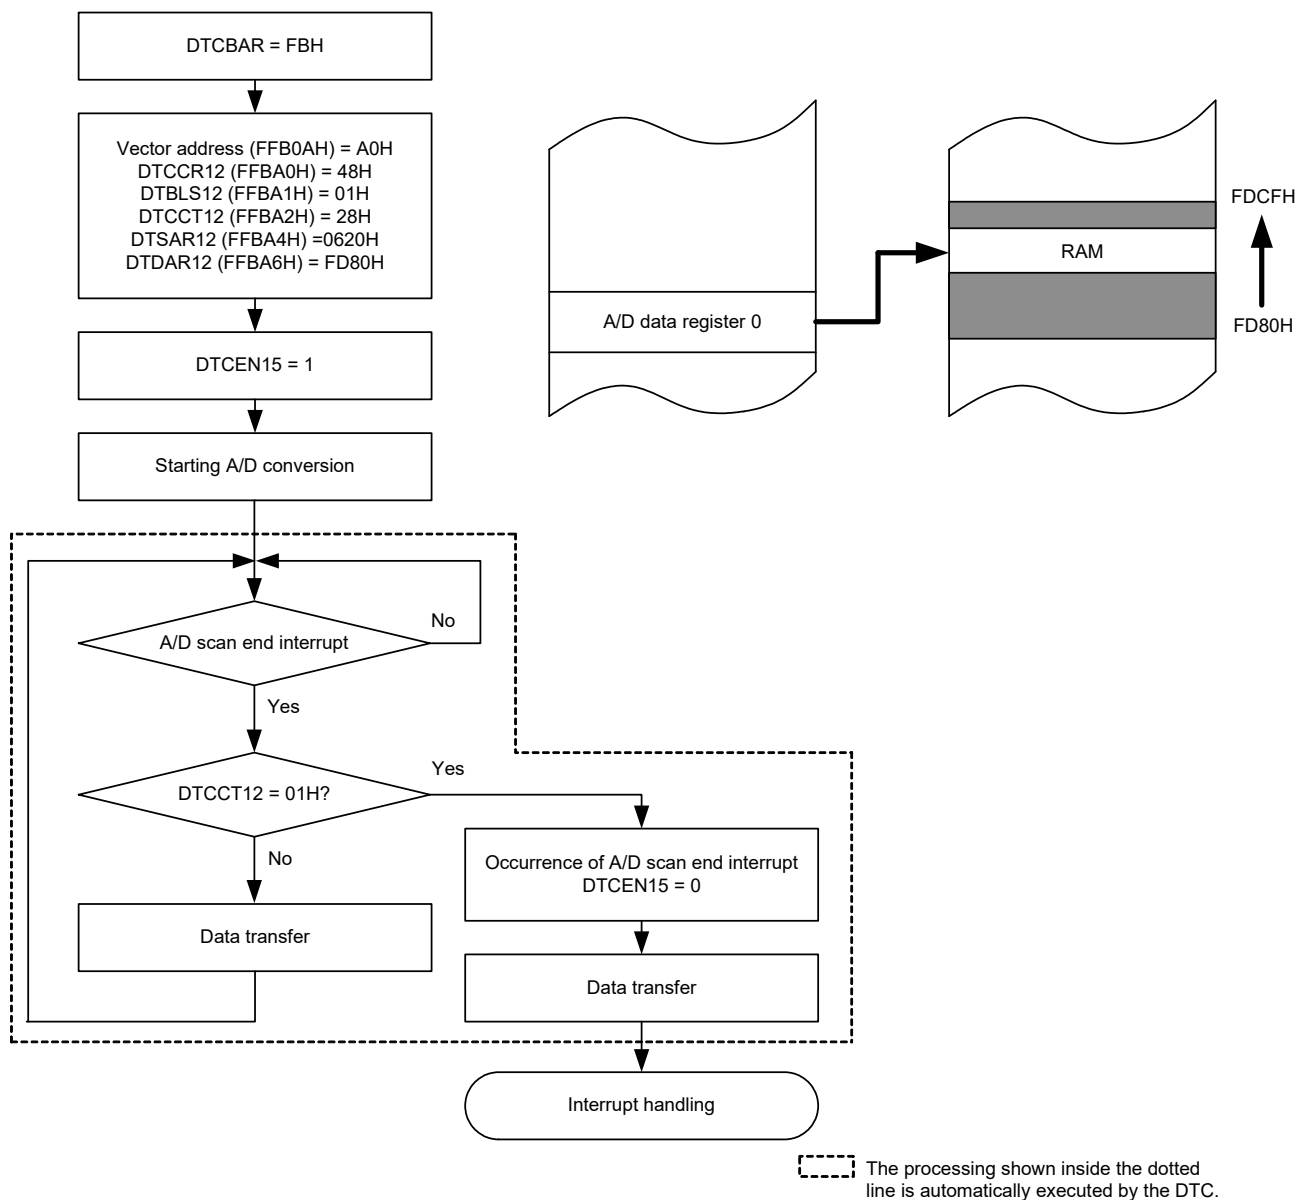 DTCBAR = FBH
Vector address (FFB0AH) = A0H
DTCCR12 (FFBA0H) = 48H
DTBLS12 (FFBA1H) = 01H
DTCCT12 (FFBA2H) = 28H
DTSAR12 (FFBA4H) =0620H
DTDAR12 (FFBA6H) = FD80H
DTCEN15 = 1
Starting A/D conversion
A/D data register 0
RAM
FDCFH
FD80H
A/D scan end interrupt
No
Yes
DTCCT12 = 01H?
Yes
No
Data transfer
Occurrence of A/D scan end interrupt
DTCEN15 = 0
Data transfer
Interrupt handling
The processing shown inside the dotted
line is automatically executed by the DTC.